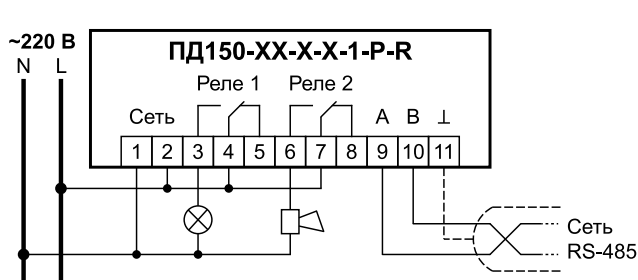 ~220 В
N L
ПД150-ХХ-Х-Х-1-Р-R
Реле 1 Реле 2
Сеть A B ⊥
1 2 3 4 5 6 7 8 9 10 11
Сеть
RS-485